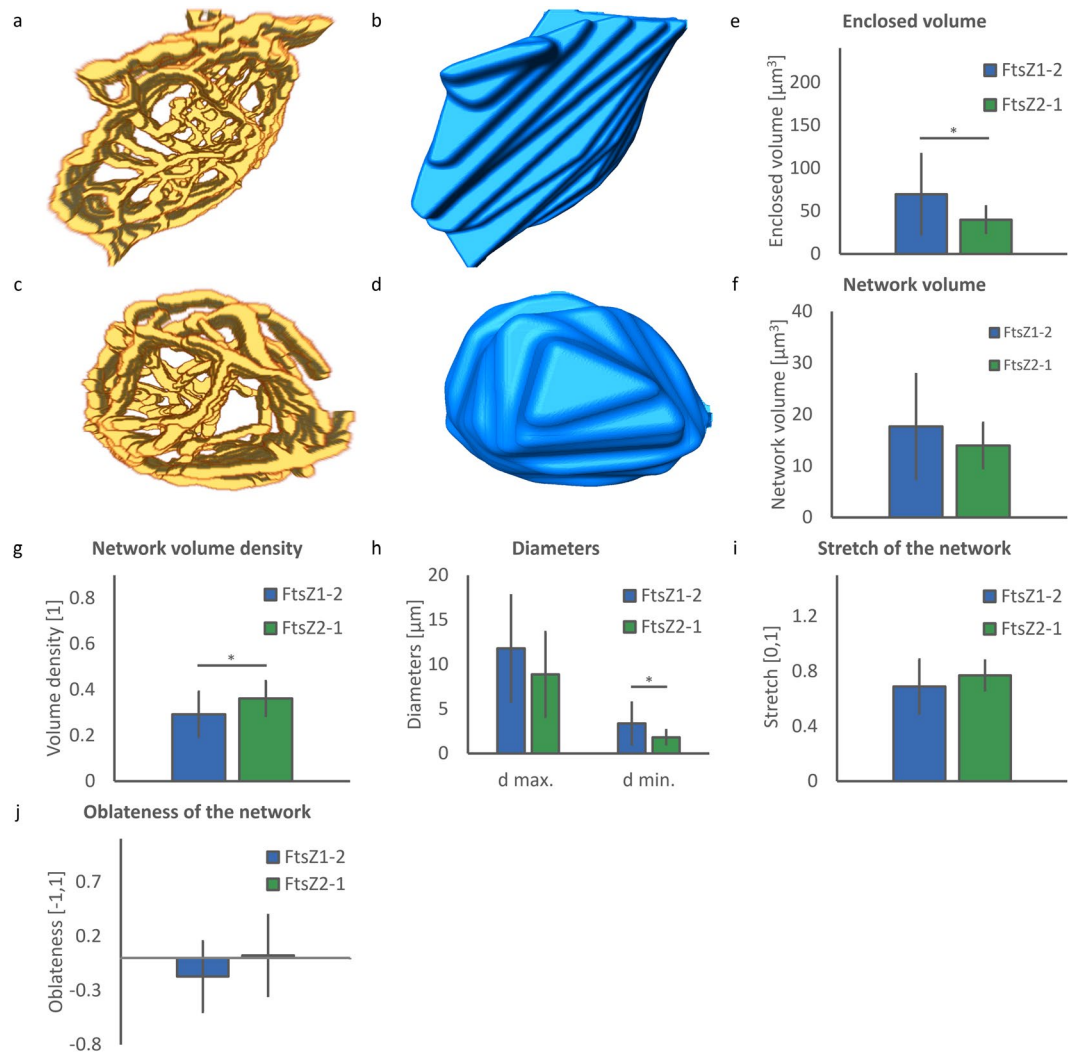 a
b
e
Enclosed volume
Enclosed volume [µm³]
200
150
100
50
0
FtsZ1-2
FtsZ2-1
*
c
d
f
Network volume
Network volume [µm³]
40
30
20
10
0
FtsZ1-2
FtsZ2-1
g
Network volume density
Volume density [1]
0.8
0.6
0.4
0.2
0
FtsZ1-2
FtsZ2-1
*
h
Diameters
Diameters [µm]
20
15
10
5
0
FtsZ1-2
FtsZ2-1
*
d max.
d min.
i
Stretch of the network
Stretch [0,1]
1.2
0.8
0.4
0
FtsZ1-2
FtsZ2-1
j
Oblateness of the network
Oblateness [-1,1]
0.7
0.2
-0.3
-0.8
FtsZ1-2
FtsZ2-1